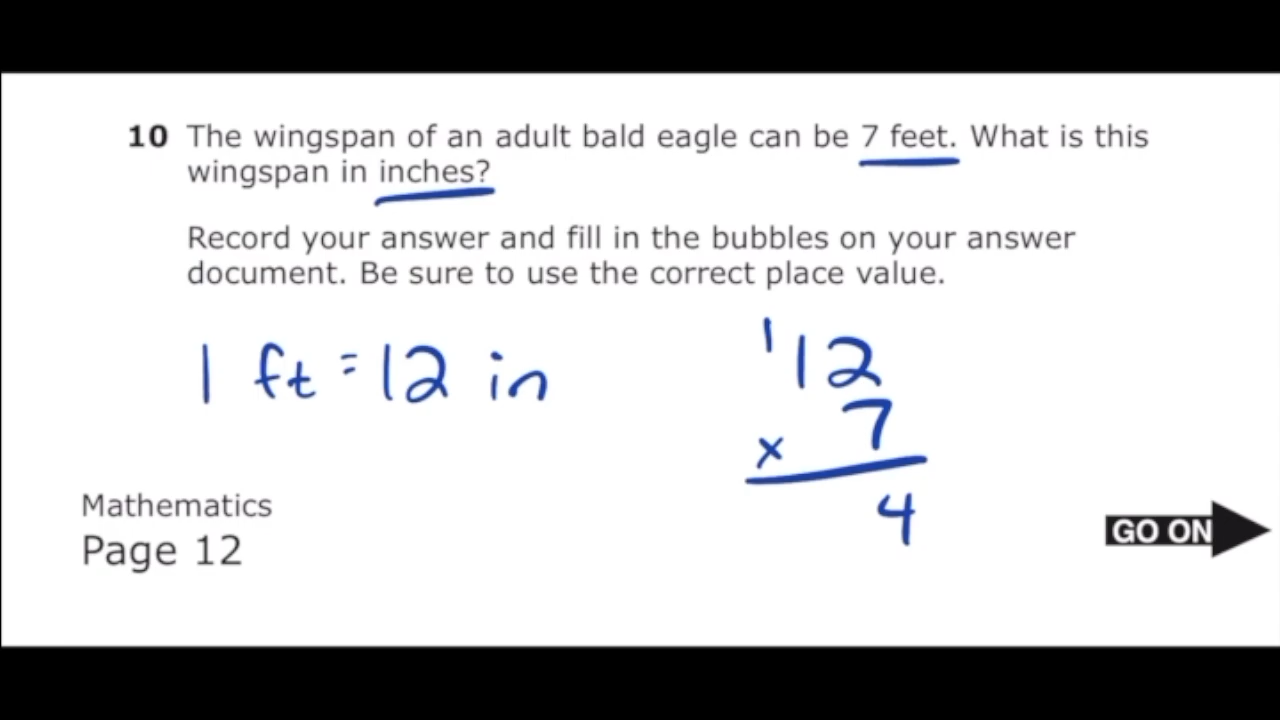 10 The wingspan of an adult bald eagle can be 7 feet. What is this
wingspan in inches?
Record your answer and fill in the bubbles on your answer
document. Be sure to use the correct place value.
1 ft = 12 in
1
12
x 7
4
Mathematics
Page 12
GO ON